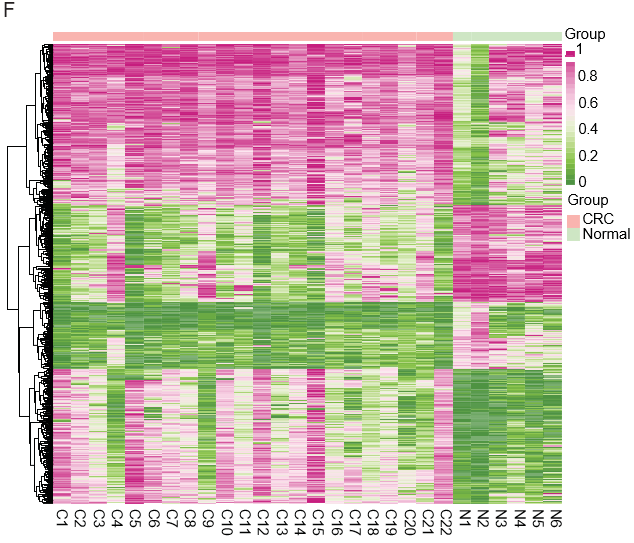 F
Group
1
0.8
0.6
0.4
0.2
0
Group
CRC
Normal
C1 C2 C3 C4 C5 C6 C7 C8 C9 C10 C11 C12 C13 C14 C15 C16 C17 C18 C19 C20 C21 C22 N1 N2 N3 N4 N5 N6